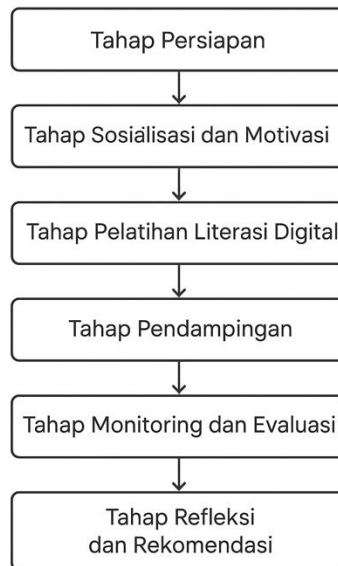 Tahap Persiapan
Tahap Sosialisasi dan Motivasi
Tahap Pelatihan Literasi Digital
Tahap Pendampingan
Tahap Monitoring dan Evaluasi
Tahap Refleksi
dan Rekomendasi